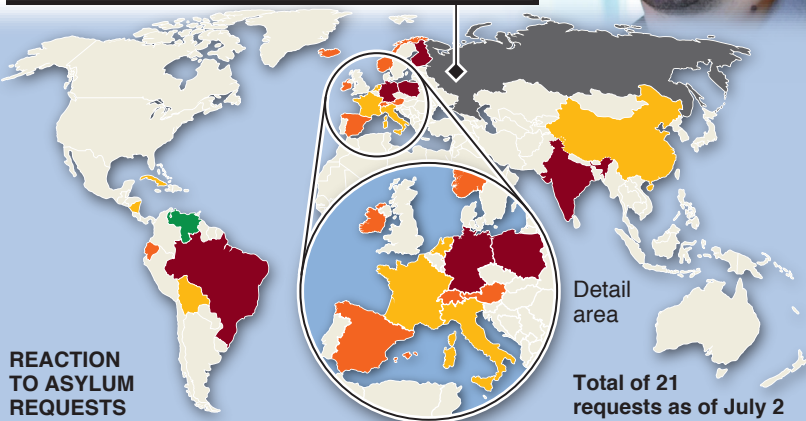 Detail
area
REACTION
TO ASYLUM
REQUESTS
Total of 21
requests as of July 2